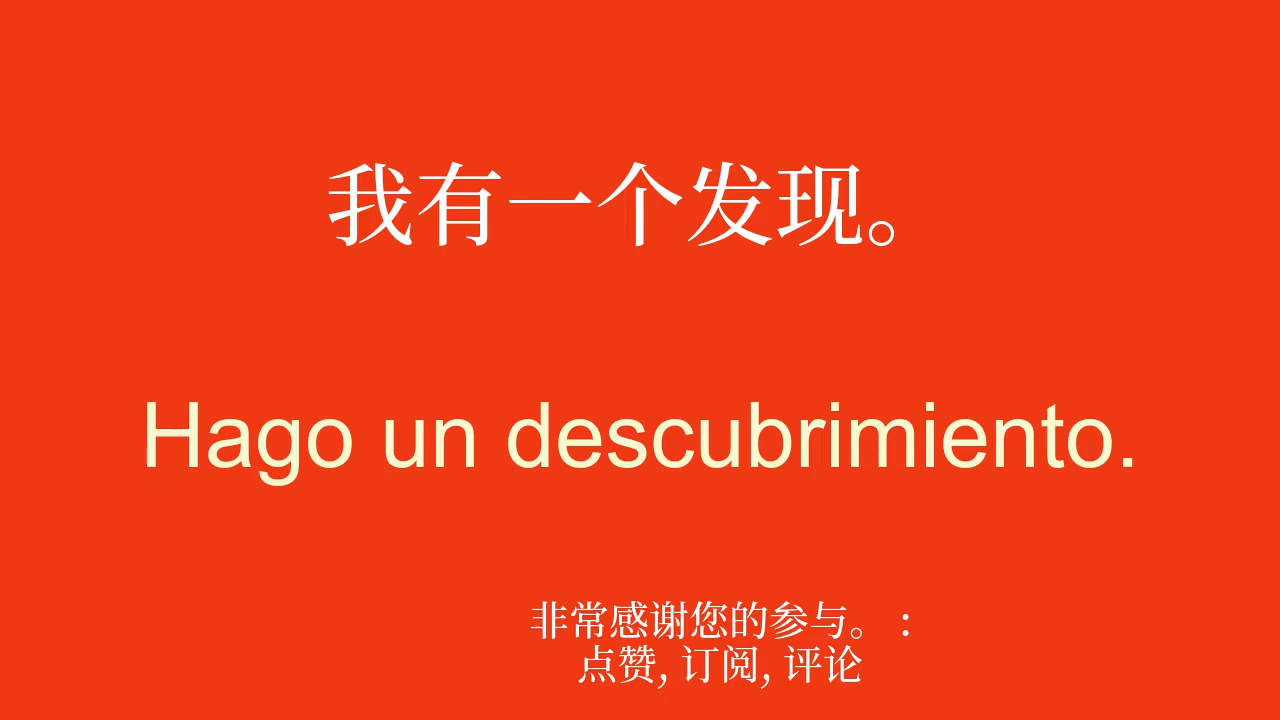 我有一个发现。
Hago un descubrimiento.
非常感谢您的参与。 :
点赞, 订阅, 评论